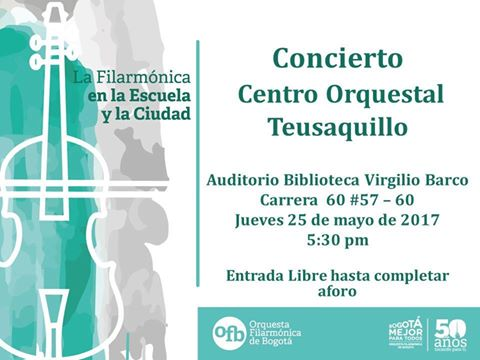 La Filarmónica
en la Escuela
y la Ciudad
Concierto
Centro Orquestal
Teusaquillo
Auditorio Biblioteca Virgilio Barco
Carrera 60 #57 – 60
Jueves 25 de mayo de 2017
5:30 pm
Entrada Libre hasta completar
aforo
ofb
Orquesta
Filarmónica
de Bogotá
BOGOTÁ
MEJOR
PARA TODOS
50
años